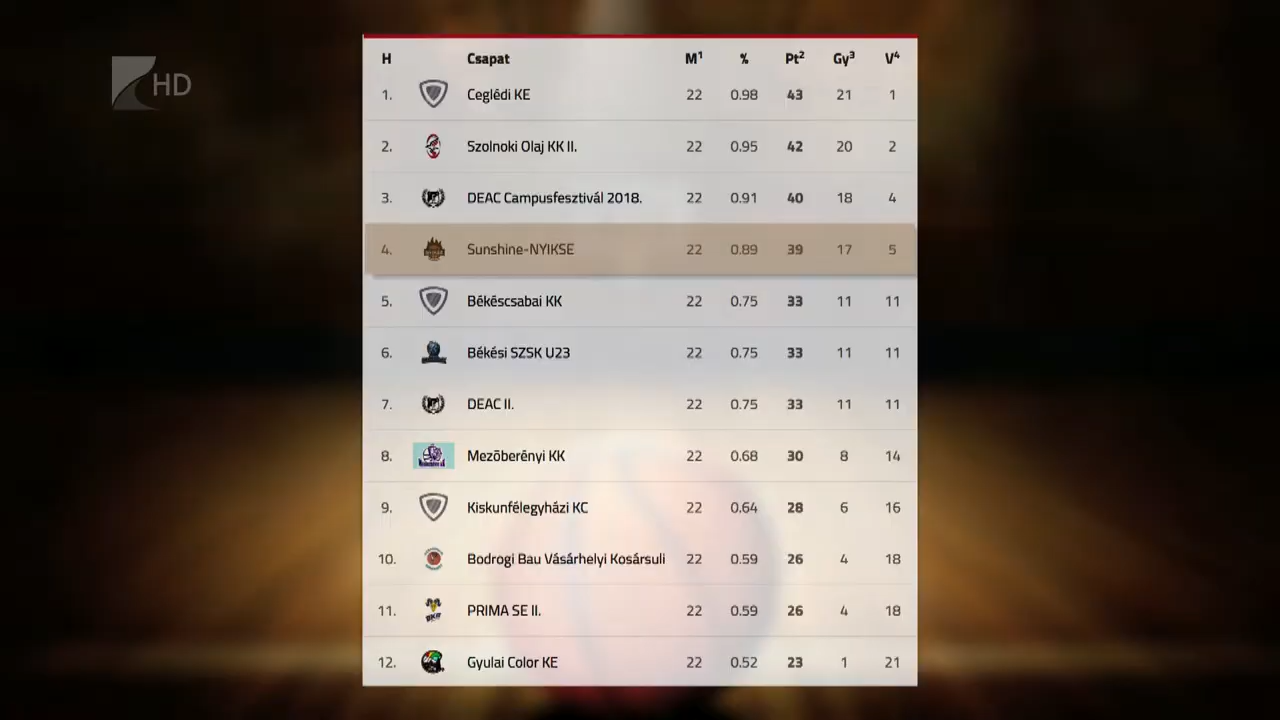 HD
H Csapat M¹ % Pt² Gy³ V⁴
1. Ceglédi KE 22 0.98 43 21 1
2. Szolnoki Olaj KK II. 22 0.95 42 20 2
3. DEAC Campusfesztivál 2018. 22 0.91 40 18 4
4. Sunshine-NYIKSE 22 0.89 39 17 5
5. Békéscsabai KK 22 0.75 33 11 11
6. Békési SZSK U23 22 0.75 33 11 11
7. DEAC II. 22 0.75 33 11 11
8. Mezõberényi KK 22 0.68 30 8 14
9. Kiskunfélegyházi KC 22 0.64 28 6 16
10. Bodrogi Bau Vásárhelyi Kosársuli 22 0.59 26 4 18
11. PRIMA SE II. 22 0.59 26 4 18
12. Gyulai Color KE 22 0.52 23 1 21